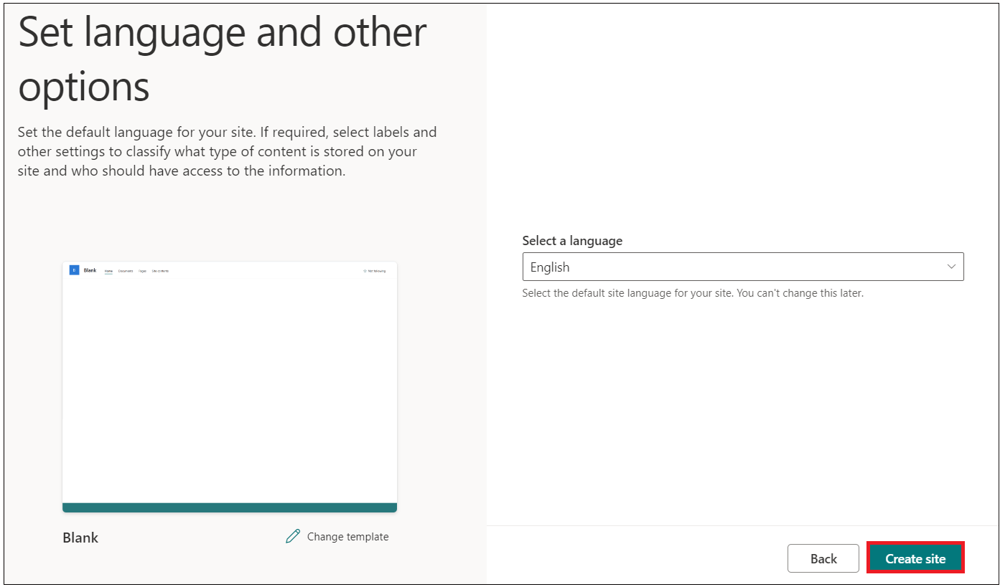 Set language and other
options
Set the default language for your site. If required, select labels and
other settings to classify what type of content is stored on your
site and who should have access to the information.
Blank Home Documents Pages Site contents Not following
Blank
Change template
Select a language
English
Select the default site language for your site. You can't change this later.
Back
Create site